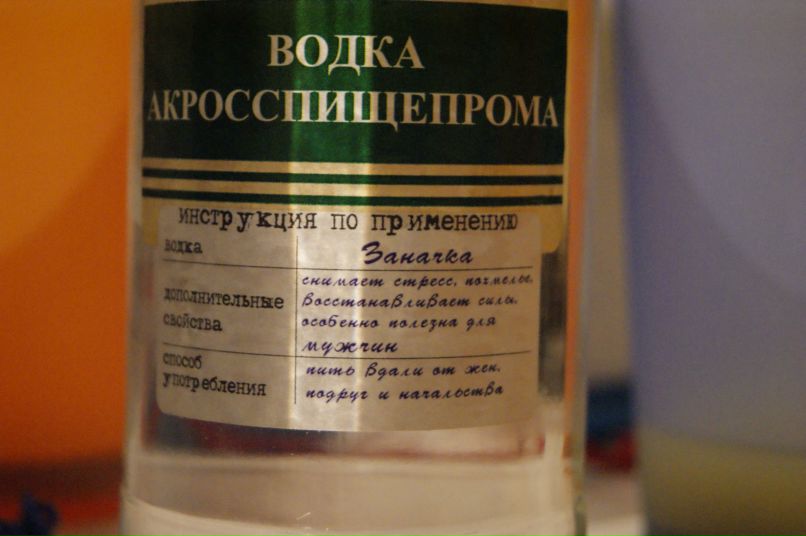 ВОДКА
АКРОССПИЩЕПРОМА
инструкция по применению
водка
Заначка
дополнительные
свойства
снимает стресс, похмелье,
восстанавливает силы,
особенно полезна для
мужчин
способ
употребления
пить вдали от жен,
подруг и начальства